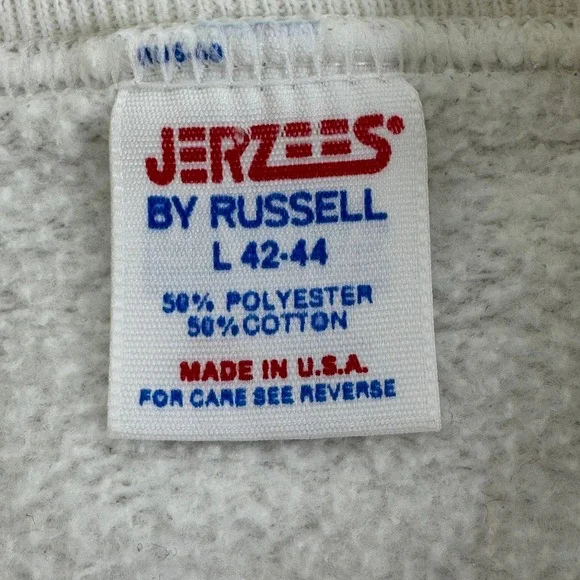 JERZEES®
BY RUSSELL
L 42-44
50% POLYESTER
50% COTTON
MADE IN U.S.A.
FOR CARE SEE REVERSE